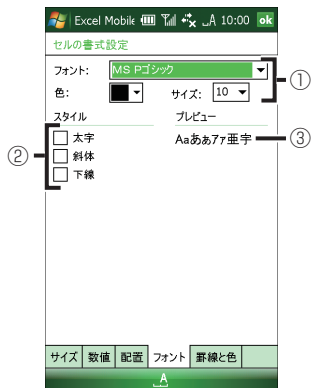 Excel Mobile A 10:00 ok
セルの書式設定
フォント: MS Pゴシック ①
色: サイズ: 10
スタイル プレビュー
太字 Aaあぁアァ亜宇 ③
② 斜体
下線
サイズ 数値 配置 フォント 罫線と色
A